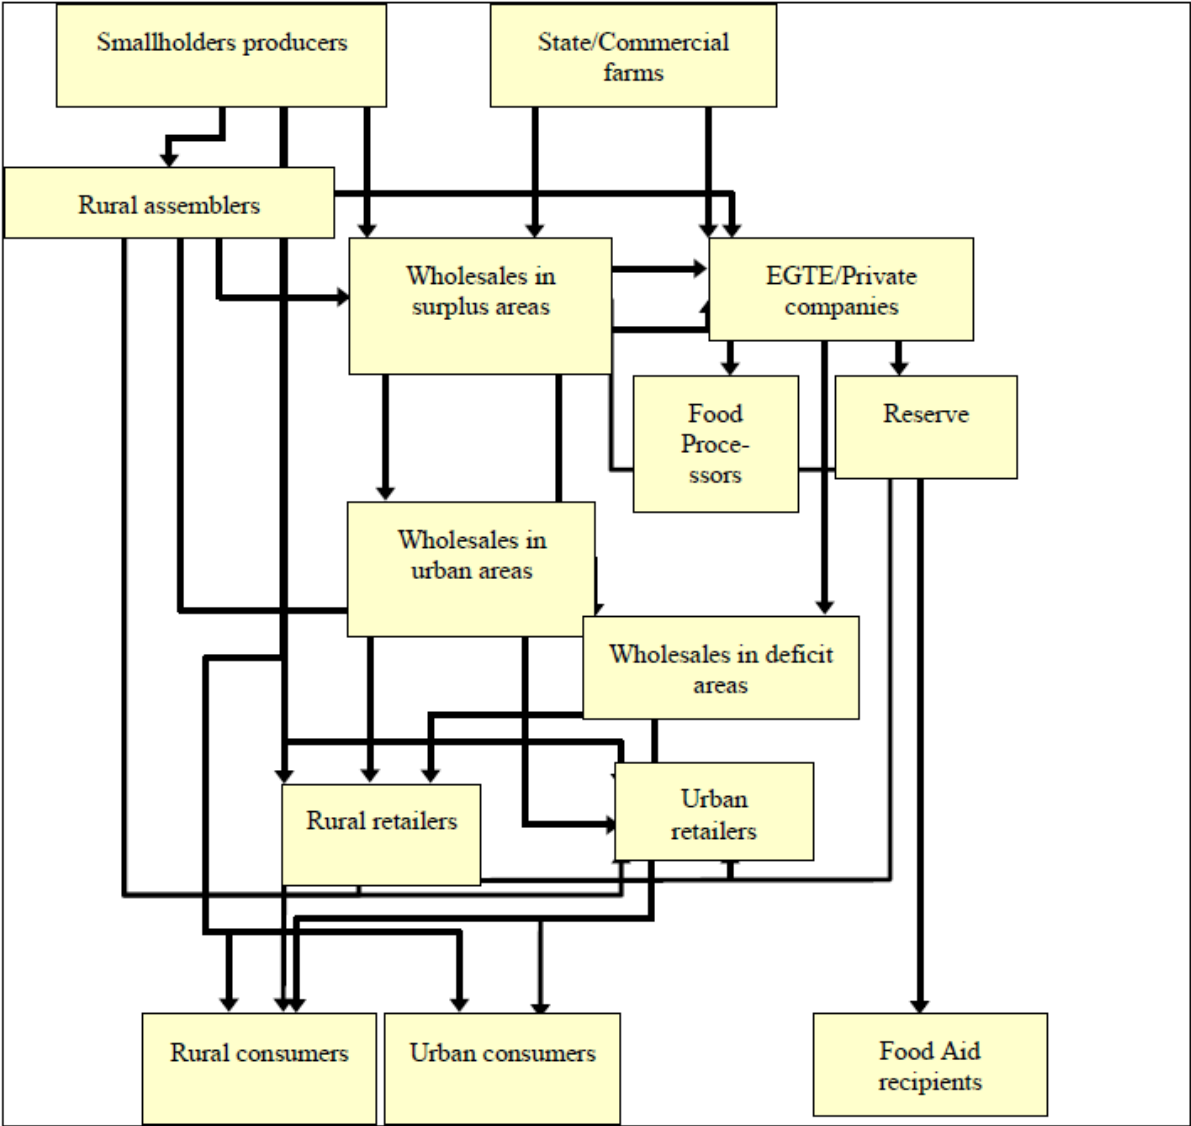 Smallholders producers
State/Commercial
farms
Rural assemblers
Wholesales in
surplus areas
EGTE/Private
companies
Food
Proce-
ssors
Reserve
Wholesales in
urban areas
Wholesales in deficit
areas
Rural retailers
Urban
retailers
Rural consumers
Urban consumers
Food Aid
recipients